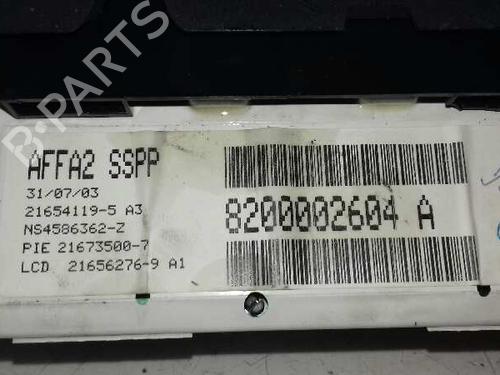 B-PARTS
AFFA2 SSPP
31/07/03
21654119-5 A3
NS4586362-Z
PIE 21673500-7
LCD 21656276-9 A1
8200002604 A